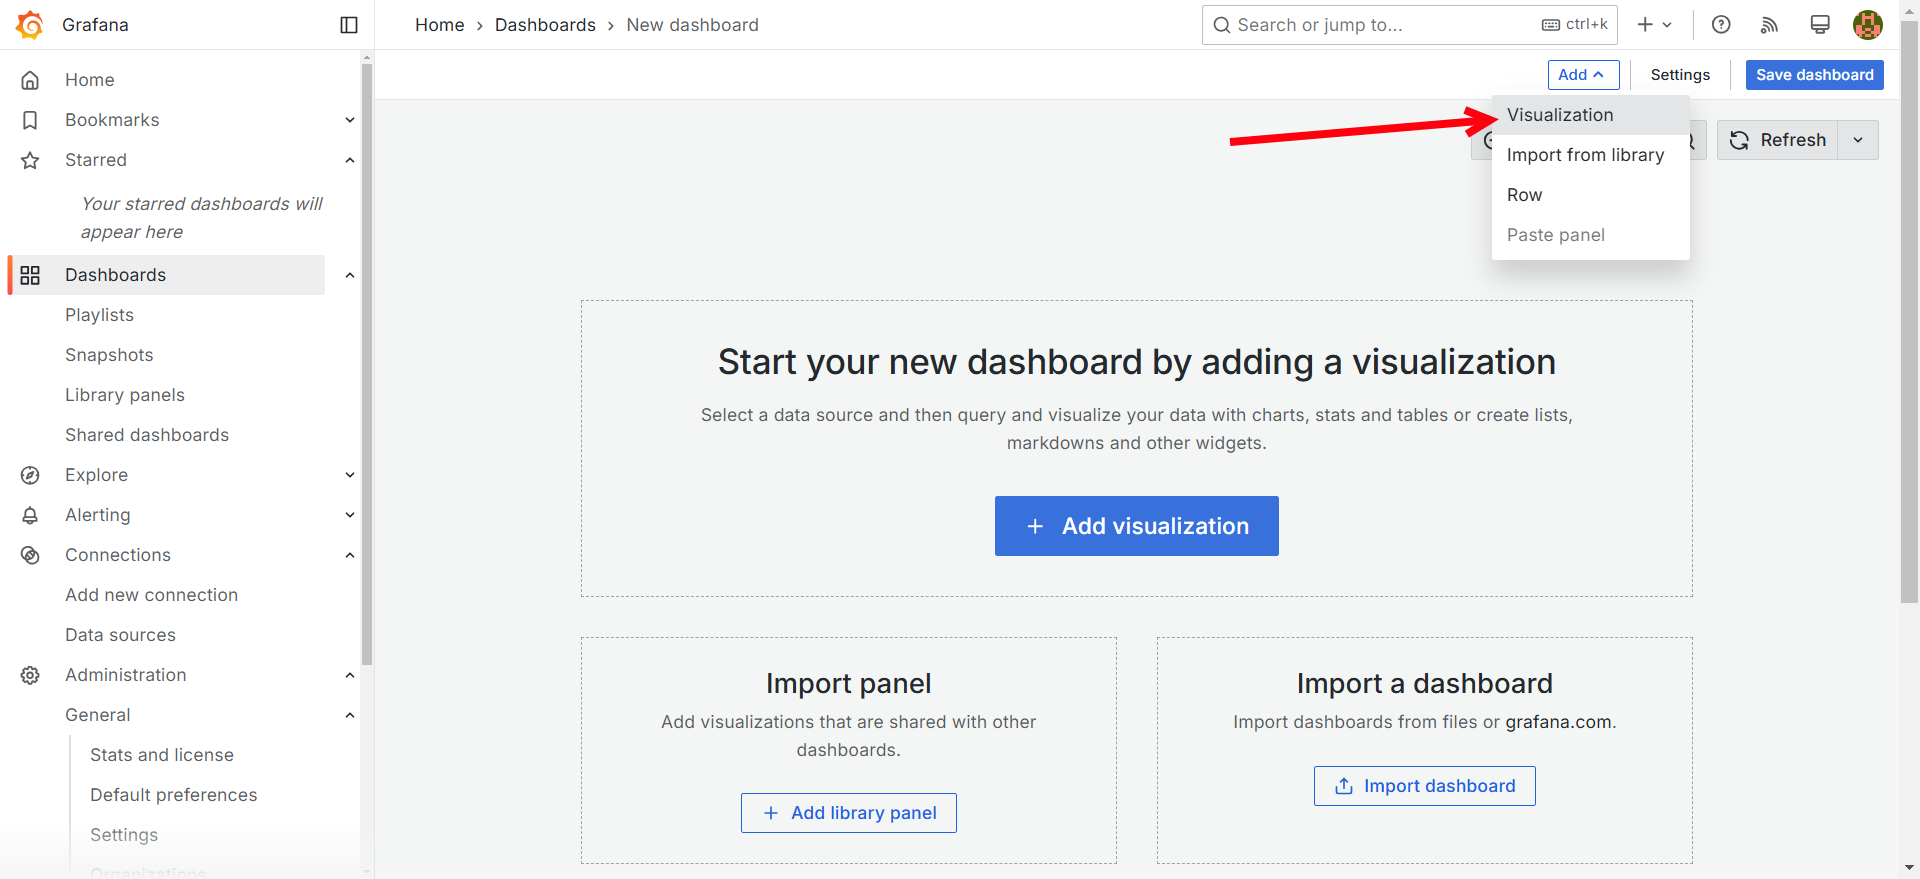 Grafana
Home
Dashboards
New dashboard
Search or jump to...
ctrl+k
Add
Settings
Save dashboard
Visualization
Import from library
Row
Paste panel
Refresh
Home
Bookmarks
Starred
Your starred dashboards will
appear here
Dashboards
Playlists
Snapshots
Library panels
Shared dashboards
Explore
Alerting
Connections
Add new connection
Data sources
Administration
General
Stats and license
Default preferences
Settings
Organizations
Start your new dashboard by adding a visualization
Select a data source and then query and visualize your data with charts, stats and tables or create lists,
markdowns and other widgets.
Add visualization
Import panel
Add visualizations that are shared with other
dashboards.
Add library panel
Import a dashboard
Import dashboards from files or grafana.com.
Import dashboard